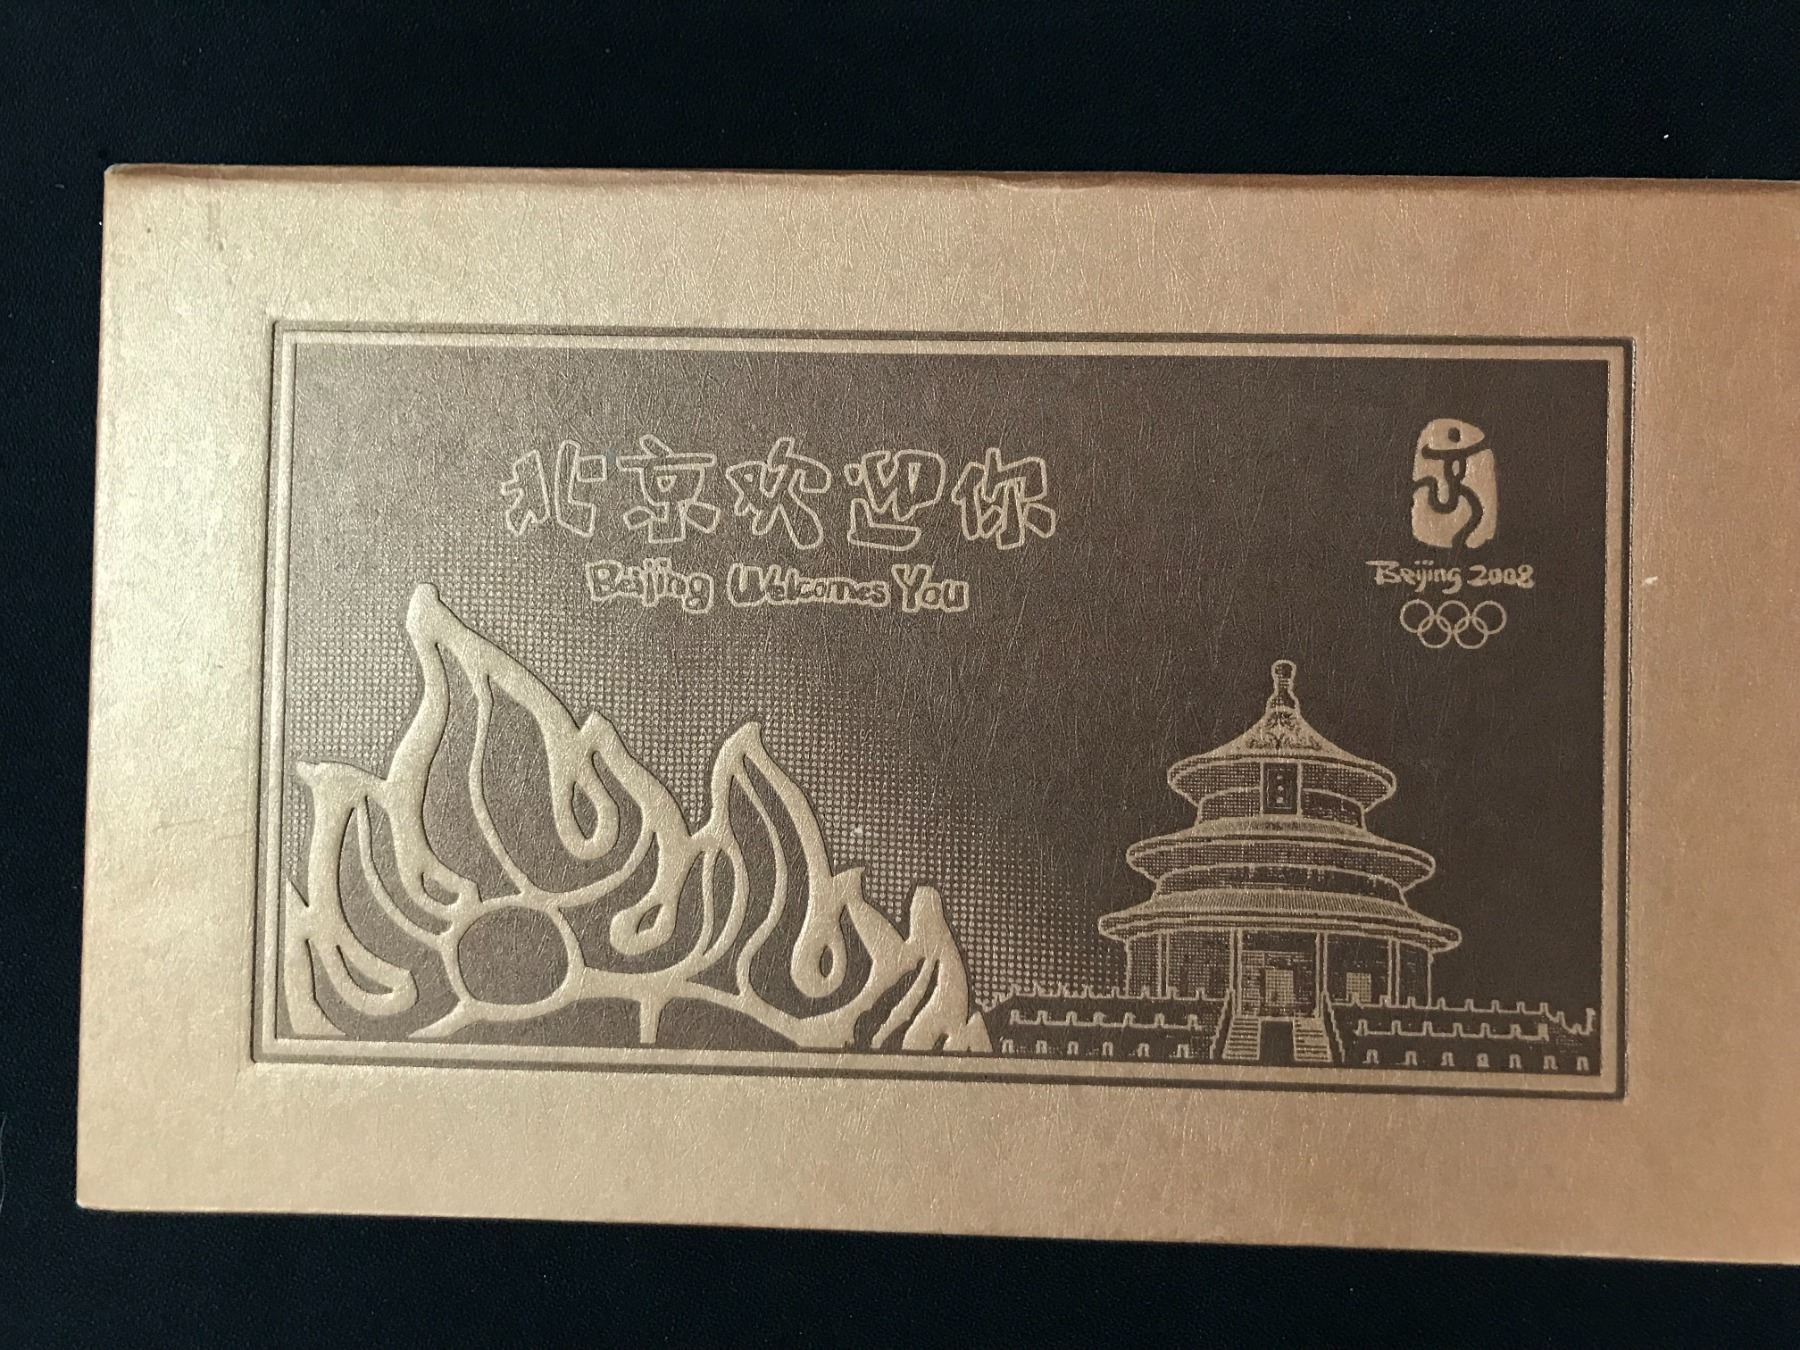 北京欢迎你
Beijing Welcomes You
Beijing 2008